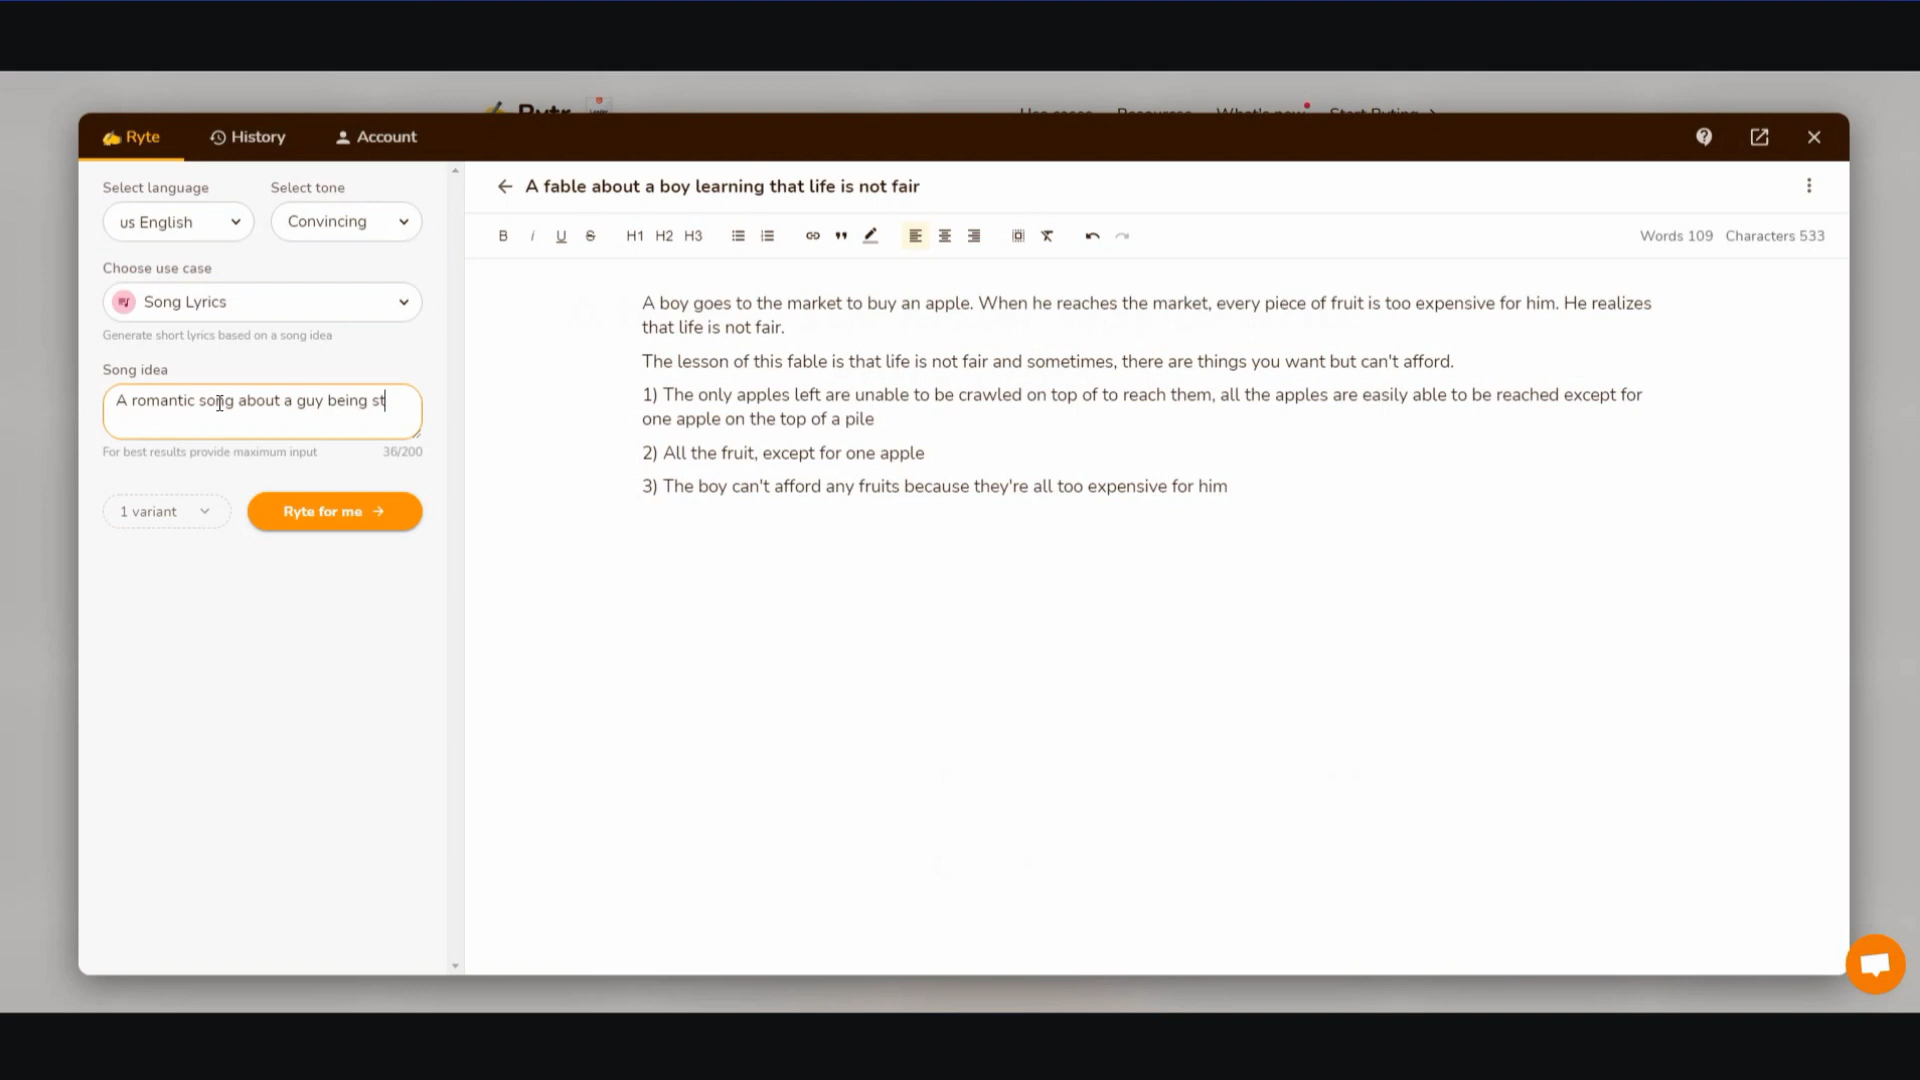 Rytr
Use cases Resources What's new Start Ryting
Ryte History Account
Select language Select tone
us English Convincing
Choose use case
Song Lyrics
Generate short lyrics based on a song idea
Song idea
A romantic song about a guy being st
For best results provide maximum input 36/200
1 variant Ryte for me →
A fable about a boy learning that life is not fair
B i U S H1 H2 H3 Words 109 Characters 533
A boy goes to the market to buy an apple. When he reaches the market, every piece of fruit is too expensive for him. He realizes
that life is not fair.
The lesson of this fable is that life is not fair and sometimes, there are things you want but can't afford.
1) The only apples left are unable to be crawled on top of to reach them, all the apples are easily able to be reached except for
one apple on the top of a pile
2) All the fruit, except for one apple
3) The boy can't afford any fruits because they're all too expensive for him